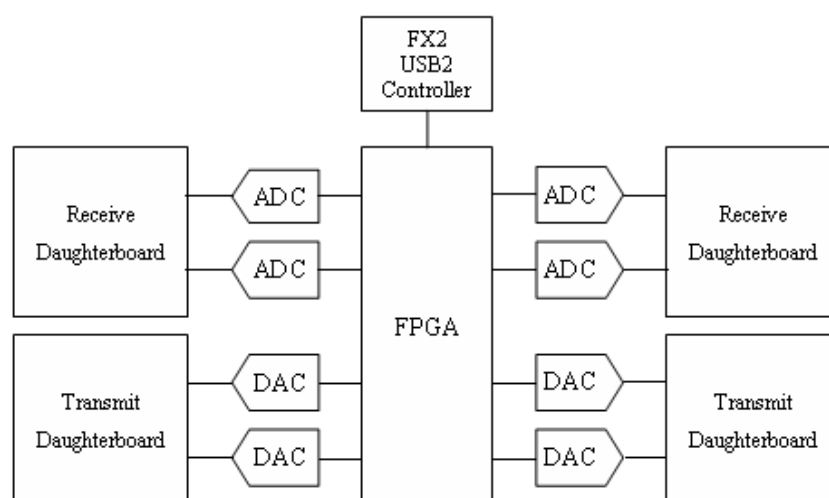 FX2
USB2
Controller
Receive
Daughterboard
ADC
ADC
FPGA
ADC
ADC
Receive
Daughterboard
Transmit
Daughterboard
DAC
DAC
DAC
DAC
Transmit
Daughterboard